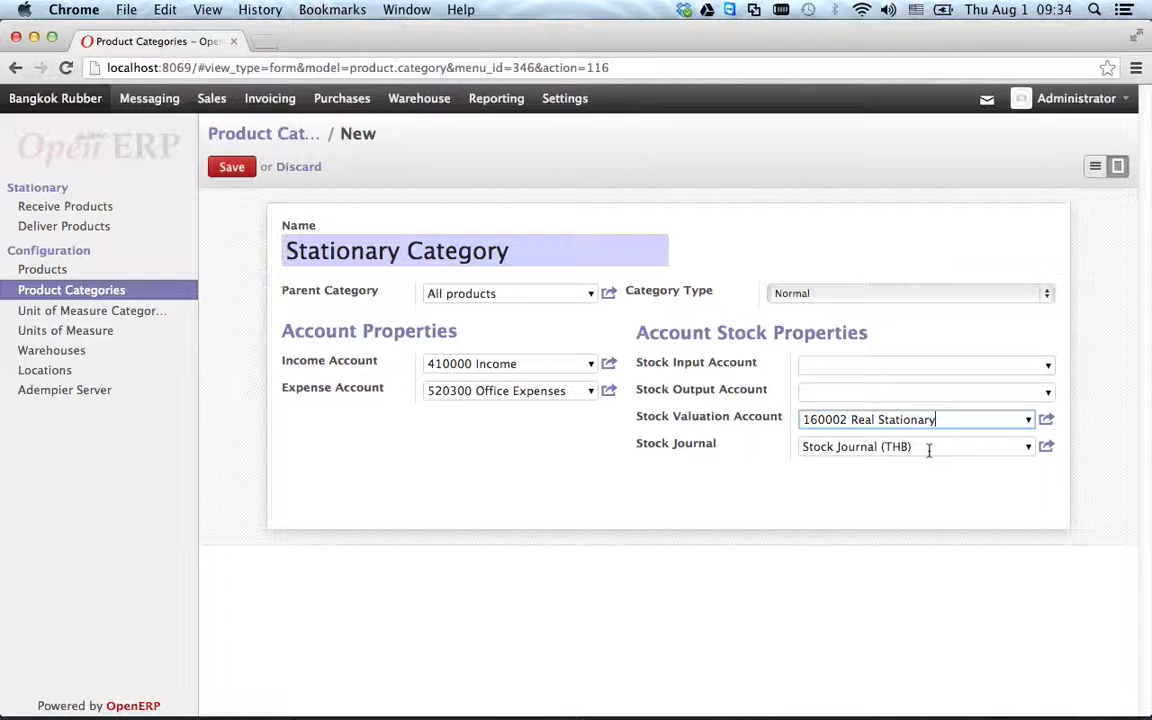 Chrome File Edit View History Bookmarks Window Help Thu Aug 1 09:34
Product Categories – Open
localhost:8069/#view_type=form&model=product.category&menu_id=346&action=116
Bangkok Rubber Messaging Sales Invoicing Purchases Warehouse Reporting Settings Administrator
Open ERP
Product Cat... / New
Save or Discard
Stationary
Receive Products
Deliver Products
Configuration
Products
Product Categories
Unit of Measure Categor...
Units of Measure
Warehouses
Locations
Adempier Server
Name
Stationary Category
Parent Category All products Category Type Normal
Account Properties Account Stock Properties
Income Account 410000 Income Stock Input Account
Expense Account 520300 Office Expenses Stock Output Account
Stock Valuation Account 160002 Real Stationary
Stock Journal Stock Journal (THB)
Powered by OpenERP